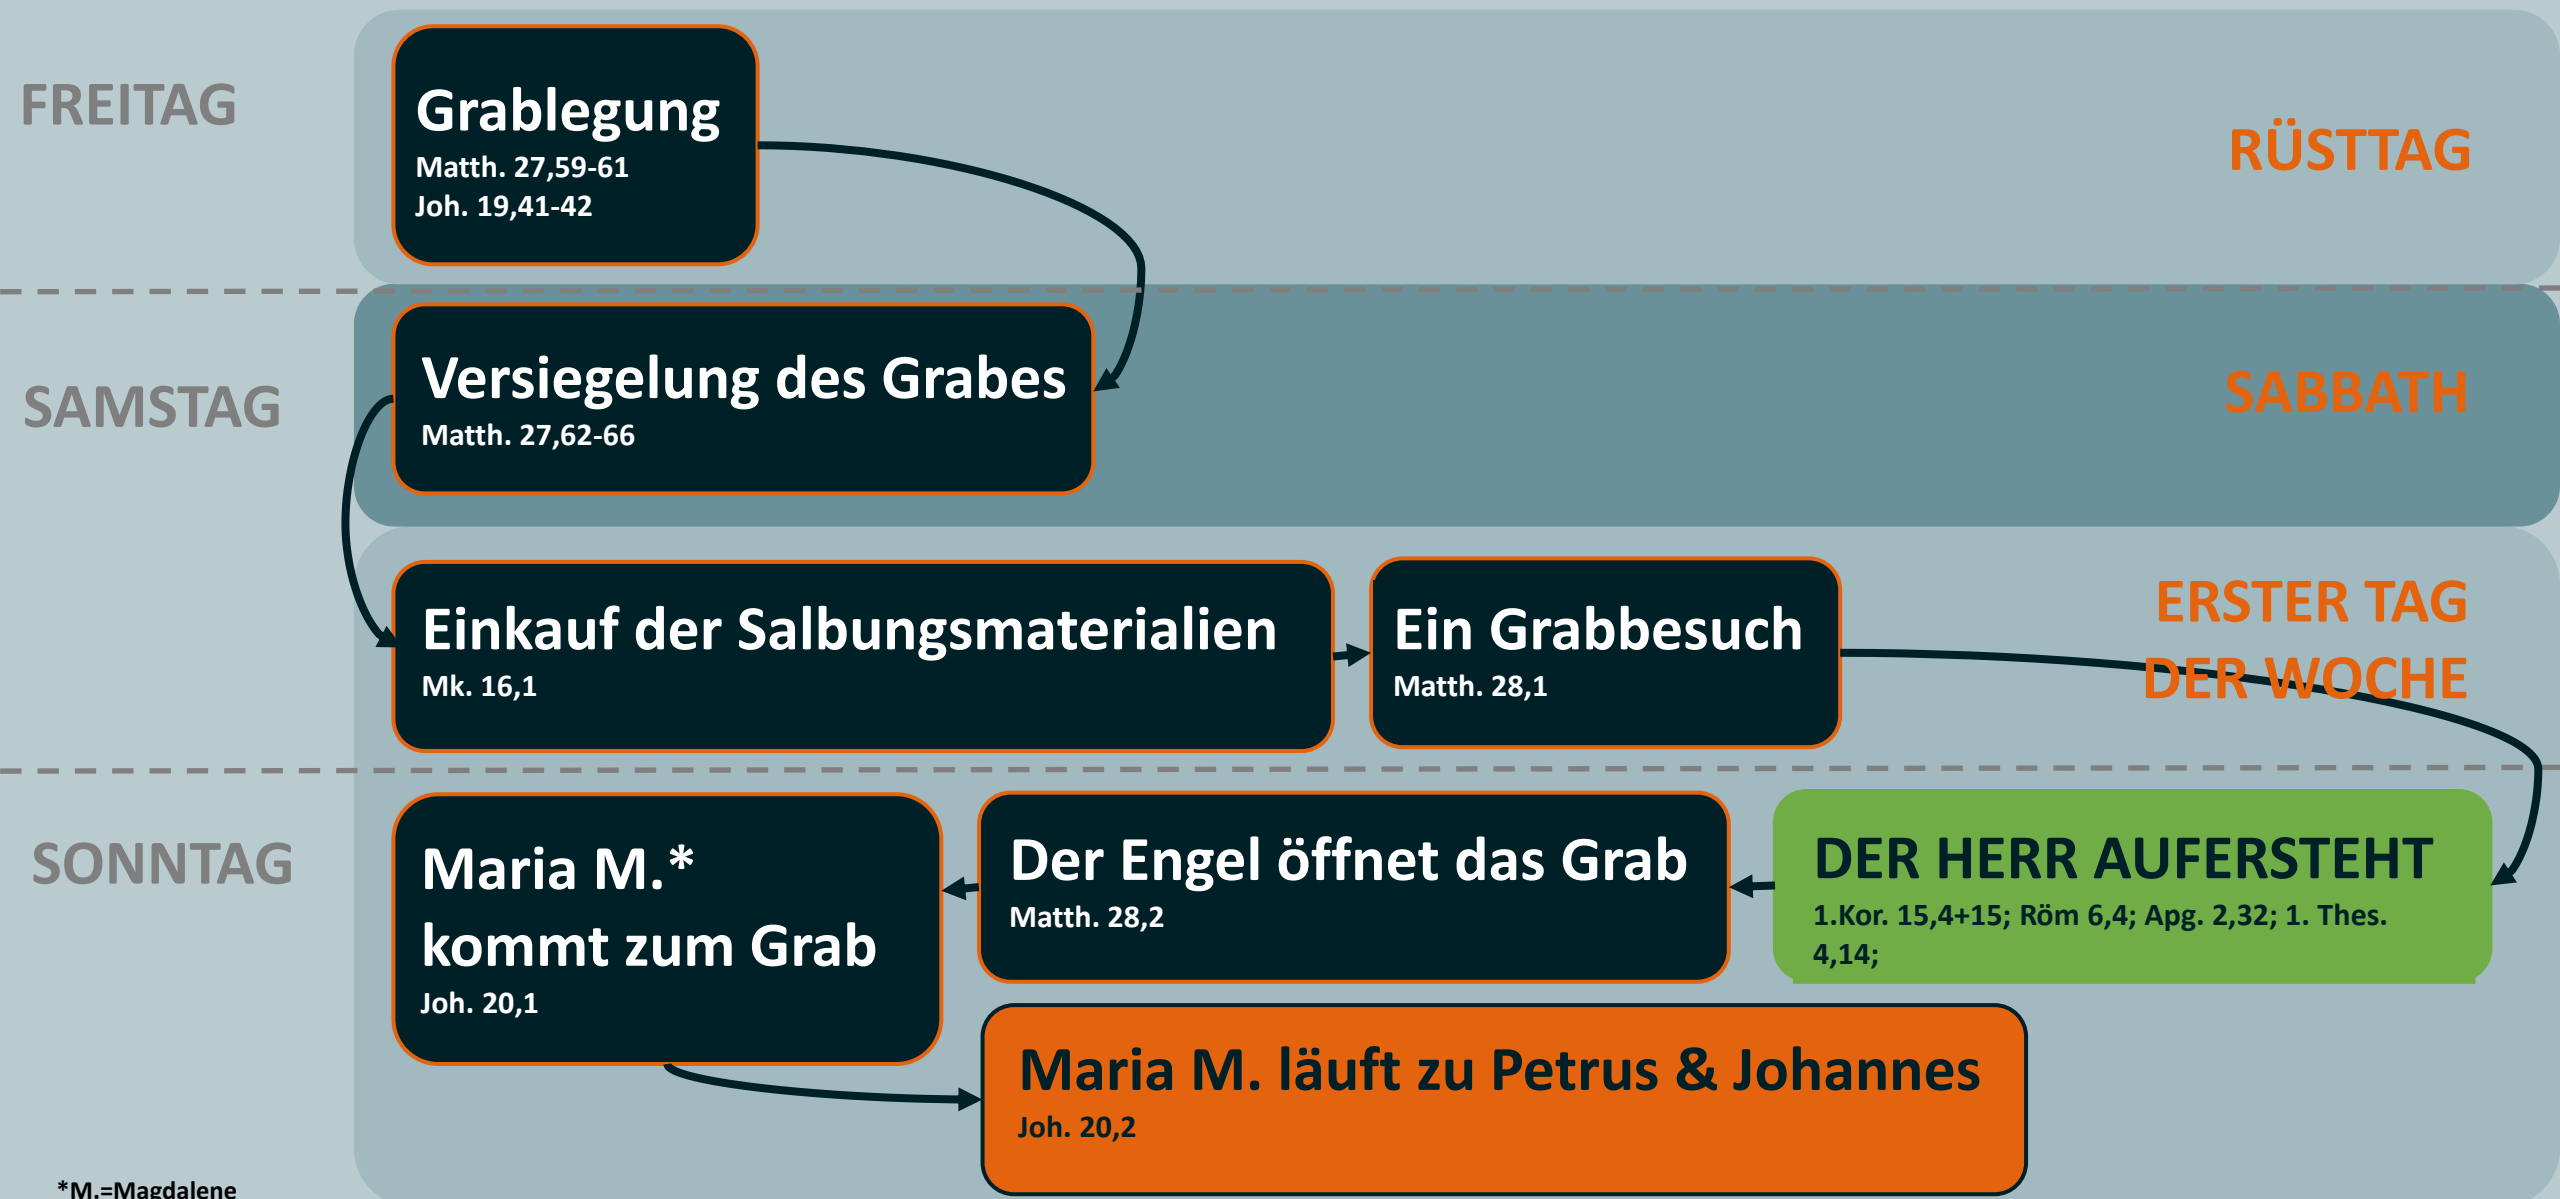 FREITAG
Grablegung
Matth. 27,59-61
Joh. 19,41-42
RÜSTTAG
SAMSTAG
Versiegelung des Grabes
Matth. 27,62-66
SABBATH
Einkauf der Salbungsmaterialien
Mk. 16,1
Ein Grabbesuch
Matth. 28,1
ERSTER TAG
DER WOCHE
SONNTAG
Maria M.*
kommt zum Grab
Joh. 20,1
Der Engel öffnet das Grab
Matth. 28,2
DER HERR AUFERSTEHT
1.Kor. 15,4+15; Röm 6,4; Apg. 2,32; 1. Thes.
4,14;
Maria M. läuft zu Petrus & Johannes
Joh. 20,2
*M.=Magdalene